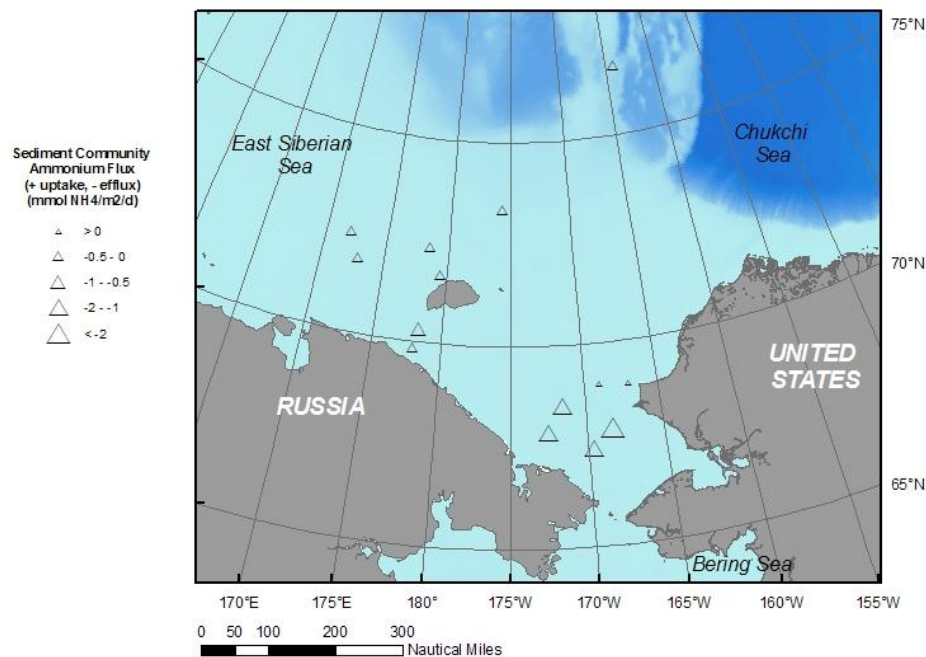 75°N
East Siberian
Sea
Chukchi
Sea
Sediment Community
Ammonium Flux
(+ uptake, - efflux)
(mmol NH4/m2/d)
> 0
-0.5 - 0
-1 - -0.5
-2 - -1
< -2
70°N
UNITED
STATES
RUSSIA
65°N
Bering Sea
170°E 175°E 180° 175°W 170°W 165°W 160°W 155°W
0 50 100 200 300
Nautical Miles